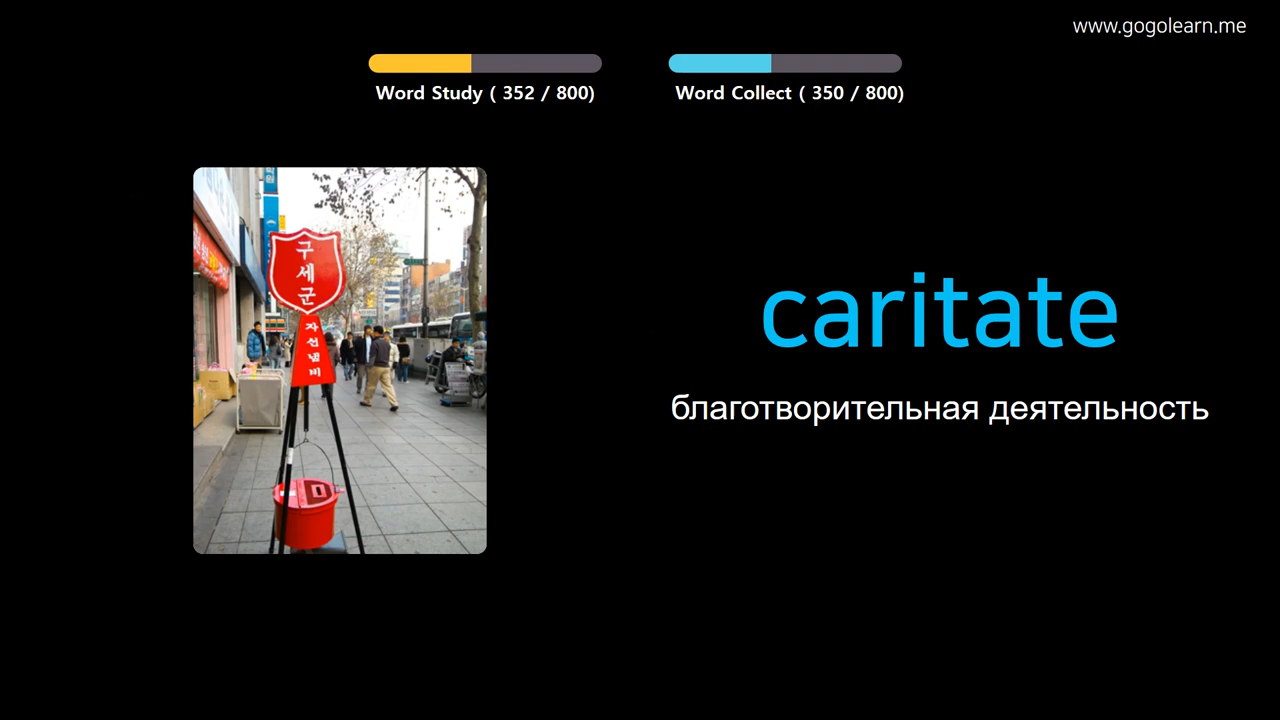 www.gogolearn.me
Word Study ( 352 / 800)
Word Collect ( 350 / 800)
구세군
자선냄비
caritate
благотворительная деятельность